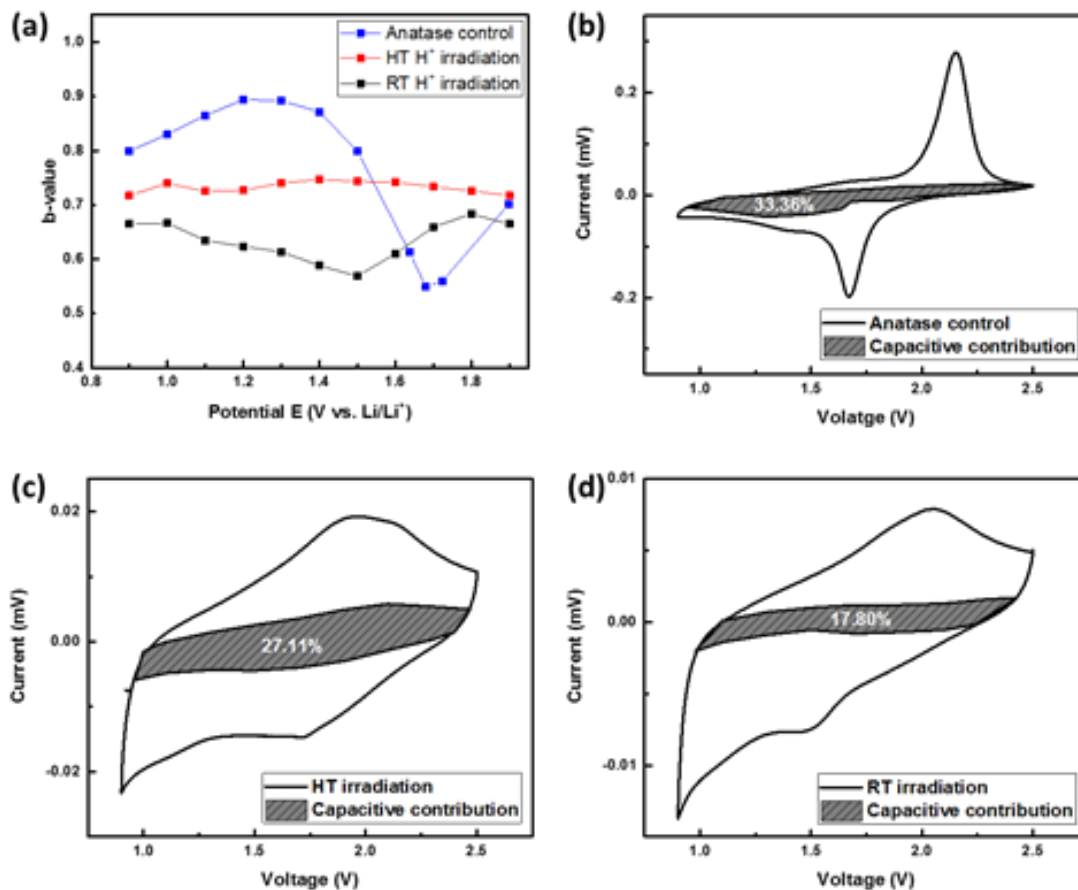 (a)
Anatase control
HT H⁺ irradiation
RT H⁺ irradiation
1.0
0.9
0.8
0.7
0.6
0.5
0.4
b-value
0.8 1.0 1.2 1.4 1.6 1.8
Potential E (V vs. Li/Li⁺)
(b)
0.2
0.0
-0.2
Current (mV)
33.36%
Anatase control
Capacitive contribution
1.0 1.5 2.0 2.5
Volatge (V)
(c)
0.02
0.00
-0.02
Current (mV)
27.11%
HT irradiation
Capacitive contribution
1.0 1.5 2.0 2.5
Voltage (V)
(d)
0.01
0.00
-0.01
Current (mV)
17.80%
RT irradiation
Capacitive contribution
1.0 1.5 2.0 2.5
Voltage (V)